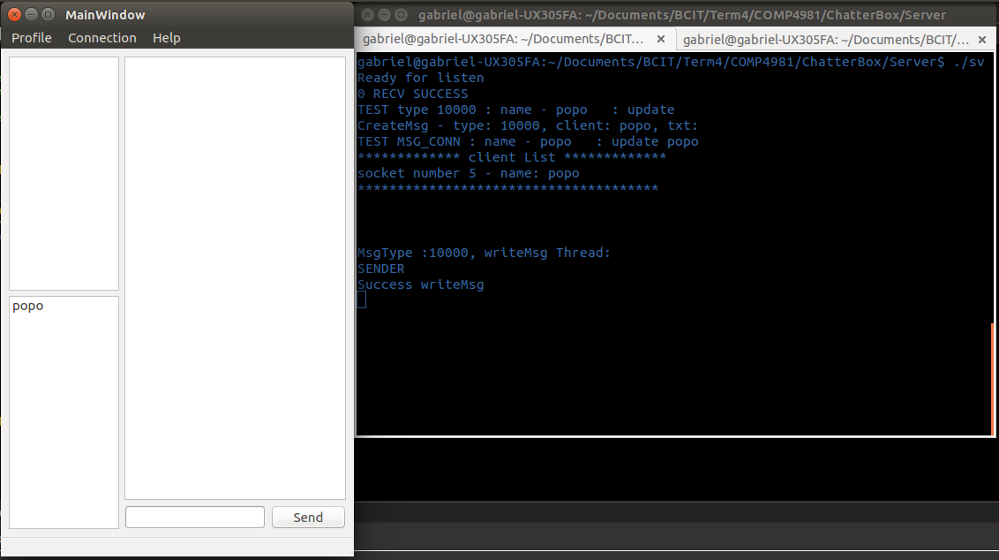 MainWindow
Profile Connection Help
popo
Send
gabriel@gabriel-UX305FA: ~/Documents/BCIT/Term4/COMP4981/ChatterBox/Server
gabriel@gabriel-UX305FA: ~/Documents/BCIT... × gabriel@gabriel-UX305FA: ~/Documents/BCIT/... ×
gabriel@gabriel-UX305FA:~/Documents/BCIT/Term4/COMP4981/ChatterBox/Server$ ./sv
Ready for listen
0 RECV SUCCESS
TEST type 10000 : name - popo   : update
CreateMsg - type: 10000, client: popo, txt:
TEST MSG_CONN : name - popo   : update popo
************* client List *************
socket number 5 - name: popo
**************************************
MsgType :10000, writeMsg Thread:
SENDER
Success writeMsg